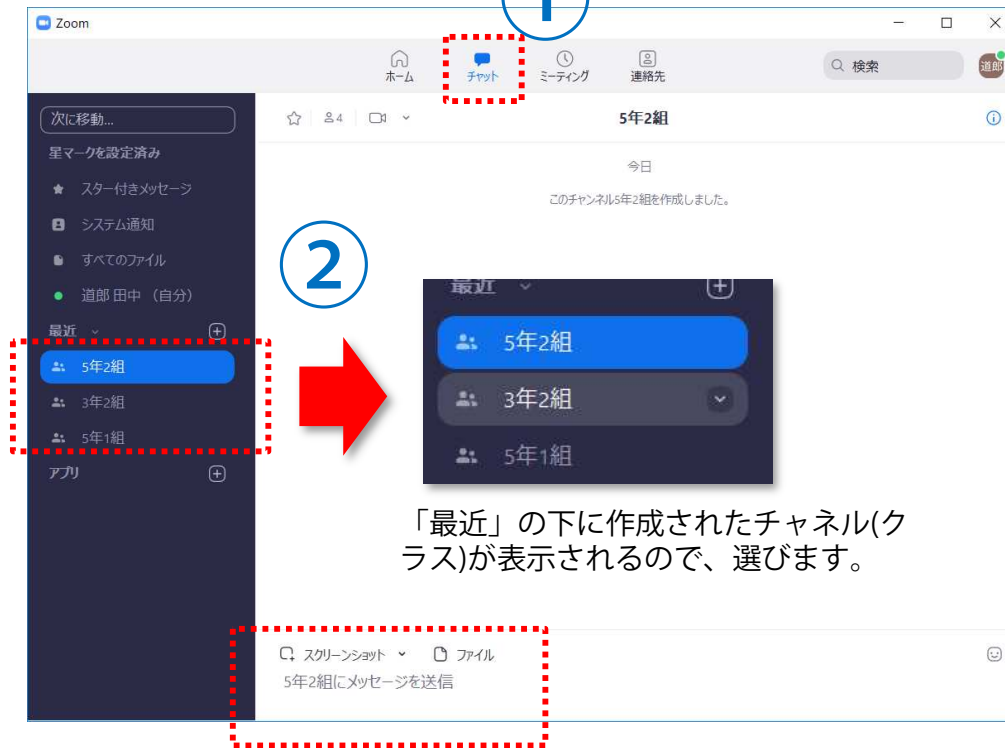 1
Zoom
ホーム
チャット
ミーティング
連絡先
検索
道郎
次に移動...
4
5年2組
星マークを設定済み
スター付きメッセージ
システム通知
すべてのファイル
道郎 田中 （自分）
最近
5年2組
3年2組
5年1組
アプリ
今日
このチャンネル5年2組を作成しました。
2
最近
5年2組
3年2組
5年1組
「最近」の下に作成されたチャネル(ク
ラス)が表示されるので、選びます。
スクリーンショット
ファイル
5年2組にメッセージを送信